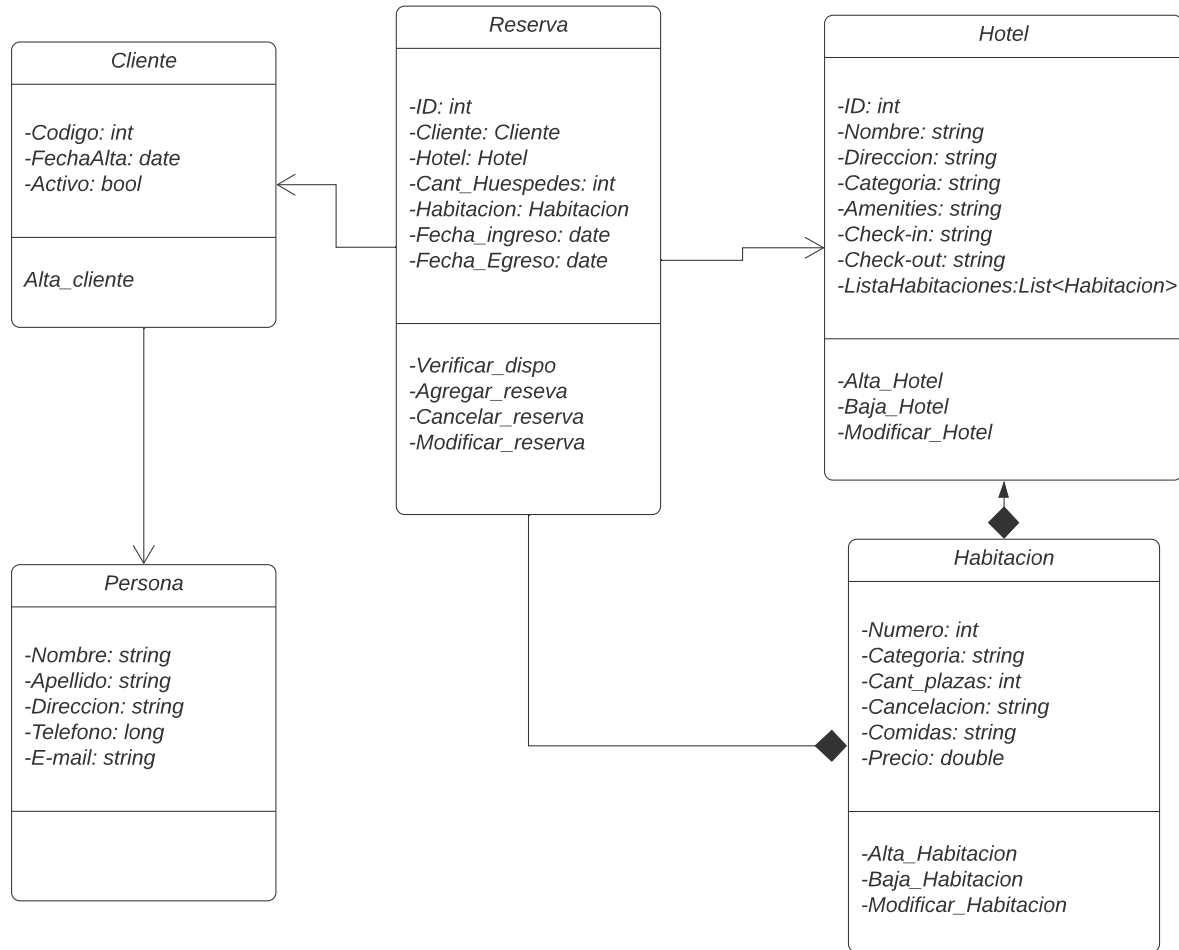 Cliente
-Codigo: int
-FechaAlta: date
-Activo: bool
Alta_cliente
Reserva
-ID: int
-Cliente: Cliente
-Hotel: Hotel
-Cant_Huespedes: int
-Habitacion: Habitacion
-Fecha_ingreso: date
-Fecha_Egreso: date
-Verificar_dispo
-Agregar_reseva
-Cancelar_reserva
-Modificar_reserva
Hotel
-ID: int
-Nombre: string
-Direccion: string
-Categoria: string
-Amenities: string
-Check-in: string
-Check-out: string
-ListaHabitaciones:List<Habitacion>
-Alta_Hotel
-Baja_Hotel
-Modificar_Hotel
Persona
-Nombre: string
-Apellido: string
-Direccion: string
-Telefono: long
-E-mail: string
Habitacion
-Numero: int
-Categoria: string
-Cant_plazas: int
-Cancelacion: string
-Comidas: string
-Precio: double
-Alta_Habitacion
-Baja_Habitacion
-Modificar_Habitacion